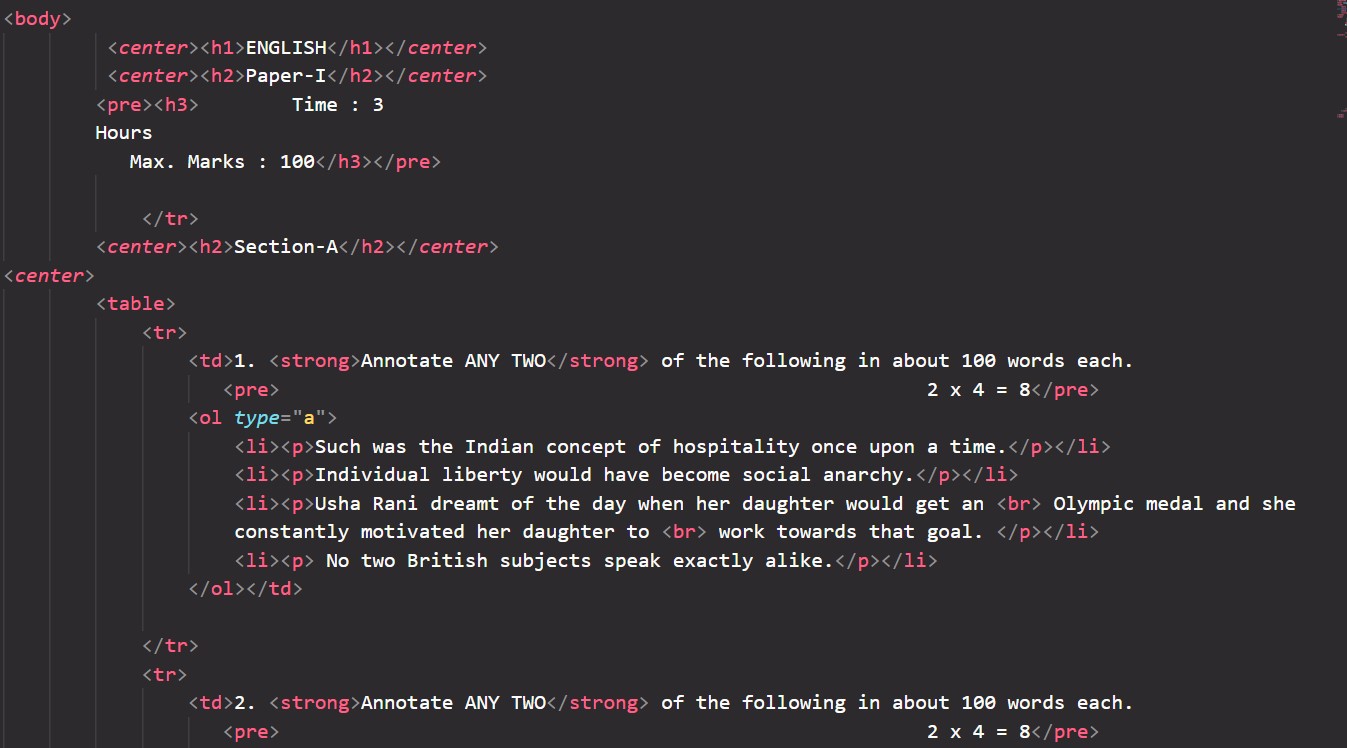 <body>
<center><h1>ENGLISH</h1></center>
<center><h2>Paper-I</h2></center>
<pre><h3>        Time : 3
Hours
Max. Marks : 100</h3></pre>
</tr>
<center><h2>Section-A</h2></center>
<center>
<table>
<tr>
<td>1. <strong>Annotate ANY TWO</strong> of the following in about 100 words each.
<pre>                                                        2 x 4 = 8</pre>
<ol type="a">
<li><p>Such was the Indian concept of hospitality once upon a time.</p></li>
<li><p>Individual liberty would have become social anarchy.</p></li>
<li><p>Usha Rani dreamt of the day when her daughter would get an <br> Olympic medal and she
constantly motivated her daughter to <br> work towards that goal. </p></li>
<li><p> No two British subjects speak exactly alike.</p></li>
</ol></td>
</tr>
<tr>
<td>2. <strong>Annotate ANY TWO</strong> of the following in about 100 words each.
<pre>                                                        2 x 4 = 8</pre>